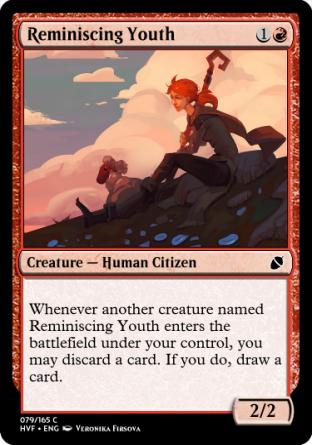 Reminiscing Youth 1
Creature — Human Citizen
Whenever another creature named
Reminiscing Youth enters the
battlefield under your control, you
may discard a card. If you do, draw a
card.
2/2
079/165 C
HVF • ENG Veronika Firsova